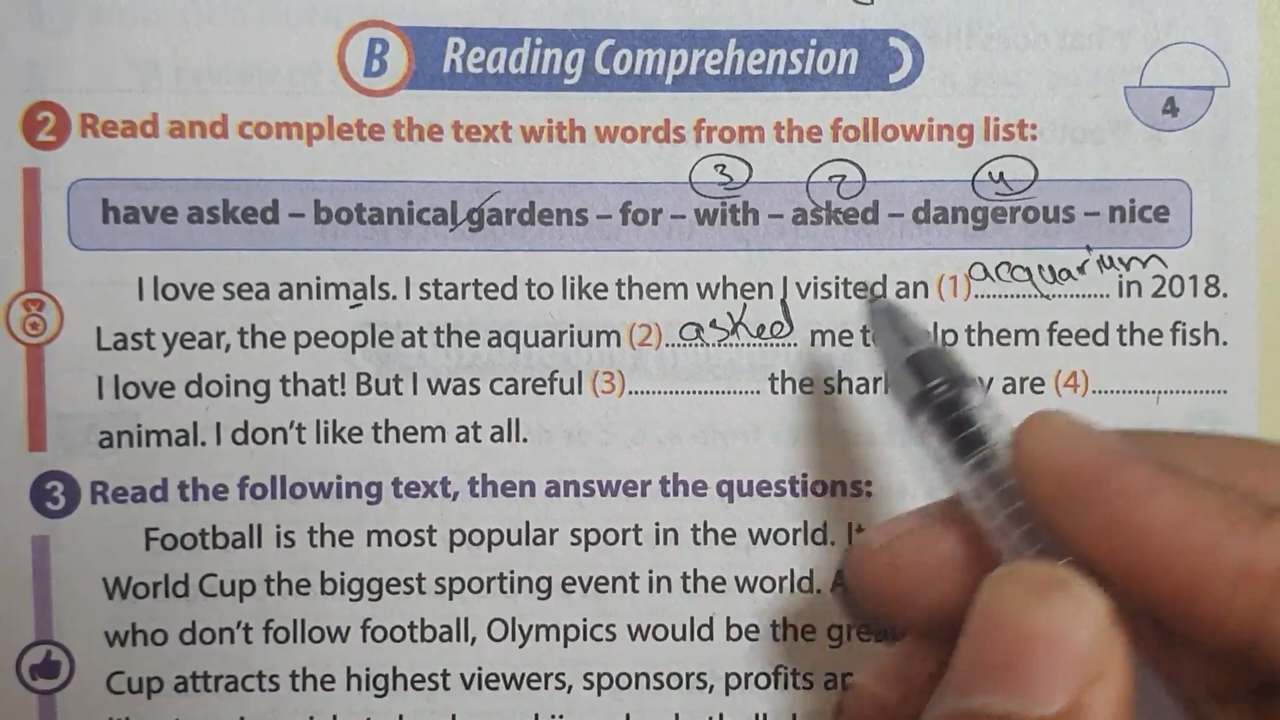 B Reading Comprehension
4
2 Read and complete the text with words from the following list:
3 2 4
have asked – botanical gardens – for – with – asked – dangerous – nice
acquarium
I love sea animals. I started to like them when I visited an (1).................... in 2018.
Last year, the people at the aquarium (2) asked me to help them feed the fish.
I love doing that! But I was careful (3).................... the are (4)....................
animal. I don't like them at all.
3 Read the following text, then answer the questions:
Football is the most popular sport in the world.
World Cup the biggest sporting event in the world.
who don't follow football, Olympics would be the
Cup attracts the highest viewers, sponsors, profits